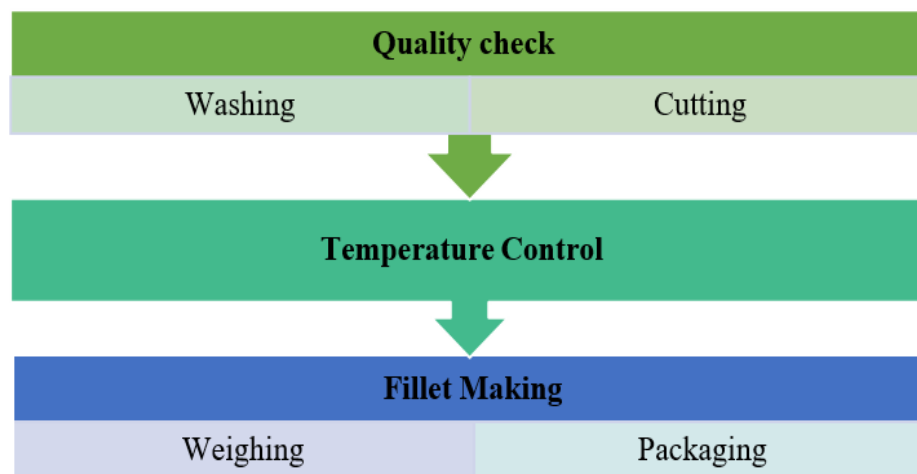 Quality check
Washing Cutting
Temperature Control
Fillet Making
Weighing Packaging